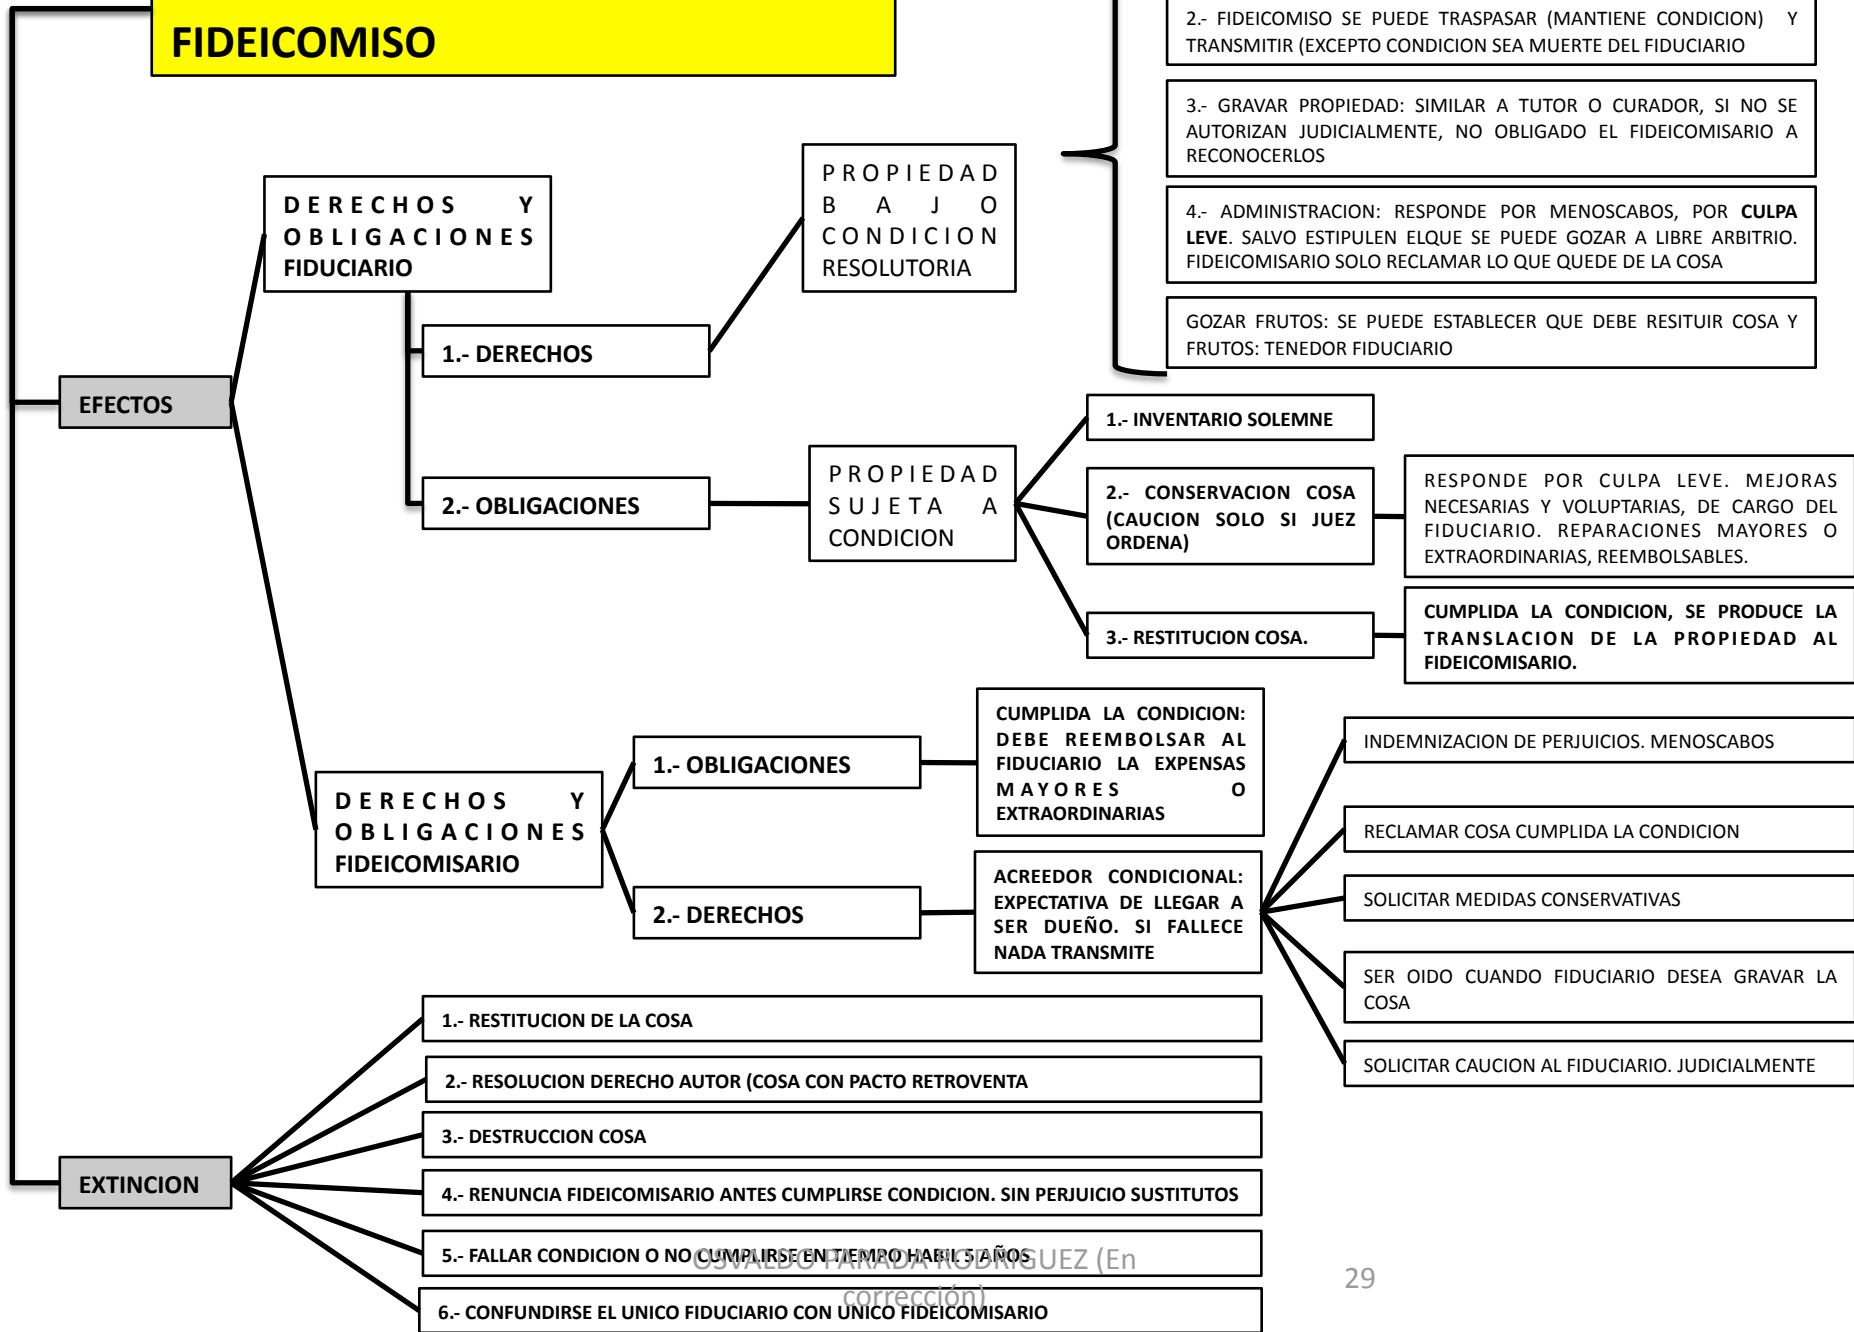 FIDEICOMISO
2.- FIDEICOMISO SE PUEDE TRASPASAR (MANTIENE CONDICION) Y
TRANSMITIR (EXCEPTO CONDICION SEA MUERTE DEL FIDUCIARIO
3.- GRAVAR PROPIEDAD: SIMILAR A TUTOR O CURADOR, SI NO SE
AUTORIZAN JUDICIALMENTE, NO OBLIGADO EL FIDEICOMISARIO A
RECONOCERLOS
4.- ADMINISTRACION: RESPONDE POR MENOSCABOS, POR CULPA
LEVE. SALVO ESTIPULEN ELQUE SE PUEDE GOZAR A LIBRE ARBITRIO.
FIDEICOMISARIO SOLO RECLAMAR LO QUE QUEDE DE LA COSA
GOZAR FRUTOS: SE PUEDE ESTABLECER QUE DEBE RESITUIR COSA Y
FRUTOS: TENEDOR FIDUCIARIO
PROPIEDAD
BAJO
CONDICION
RESOLUTORIA
DERECHOS Y
OBLIGACIONES
FIDUCIARIO
1.- DERECHOS
EFECTOS
2.- OBLIGACIONES
PROPIEDAD
SUJETA A
CONDICION
1.- INVENTARIO SOLEMNE
2.- CONSERVACION COSA
(CAUCION SOLO SI JUEZ
ORDENA)
RESPONDE POR CULPA LEVE. MEJORAS
NECESARIAS Y VOLUPTARIAS, DE CARGO DEL
FIDUCIARIO. REPARACIONES MAYORES O
EXTRAORDINARIAS, REEMBOLSABLES.
3.- RESTITUCION COSA.
CUMPLIDA LA CONDICION, SE PRODUCE LA
TRANSLACION DE LA PROPIEDAD AL
FIDEICOMISARIO.
DERECHOS Y
OBLIGACIONES
FIDEICOMISARIO
1.- OBLIGACIONES
CUMPLIDA LA CONDICION:
DEBE REEMBOLSAR AL
FIDUCIARIO LA EXPENSAS
MAYORES O
EXTRAORDINARIAS
2.- DERECHOS
ACREEDOR CONDICIONAL:
EXPECTATIVA DE LLEGAR A
SER DUEÑO. SI FALLECE
NADA TRANSMITE
INDEMNIZACION DE PERJUICIOS. MENOSCABOS
RECLAMAR COSA CUMPLIDA LA CONDICION
SOLICITAR MEDIDAS CONSERVATIVAS
SER OIDO CUANDO FIDUCIARIO DESEA GRAVAR LA
COSA
SOLICITAR CAUCION AL FIDUCIARIO. JUDICIALMENTE
EXTINCION
1.- RESTITUCION DE LA COSA
2.- RESOLUCION DERECHO AUTOR (COSA CON PACTO RETROVENTA
3.- DESTRUCCION COSA
4.- RENUNCIA FIDEICOMISARIO ANTES CUMPLIRSE CONDICION. SIN PERJUICIO SUSTITUTOS
5.- FALLAR CONDICION O NO CUMPLIRSE EN TIEMPO HABIL 5 AÑOS
6.- CONFUNDIRSE EL UNICO FIDUCIARIO CON UNICO FIDEICOMISARIO
OSVALDO PARADA RODRIGUEZ (En
corrección)
29